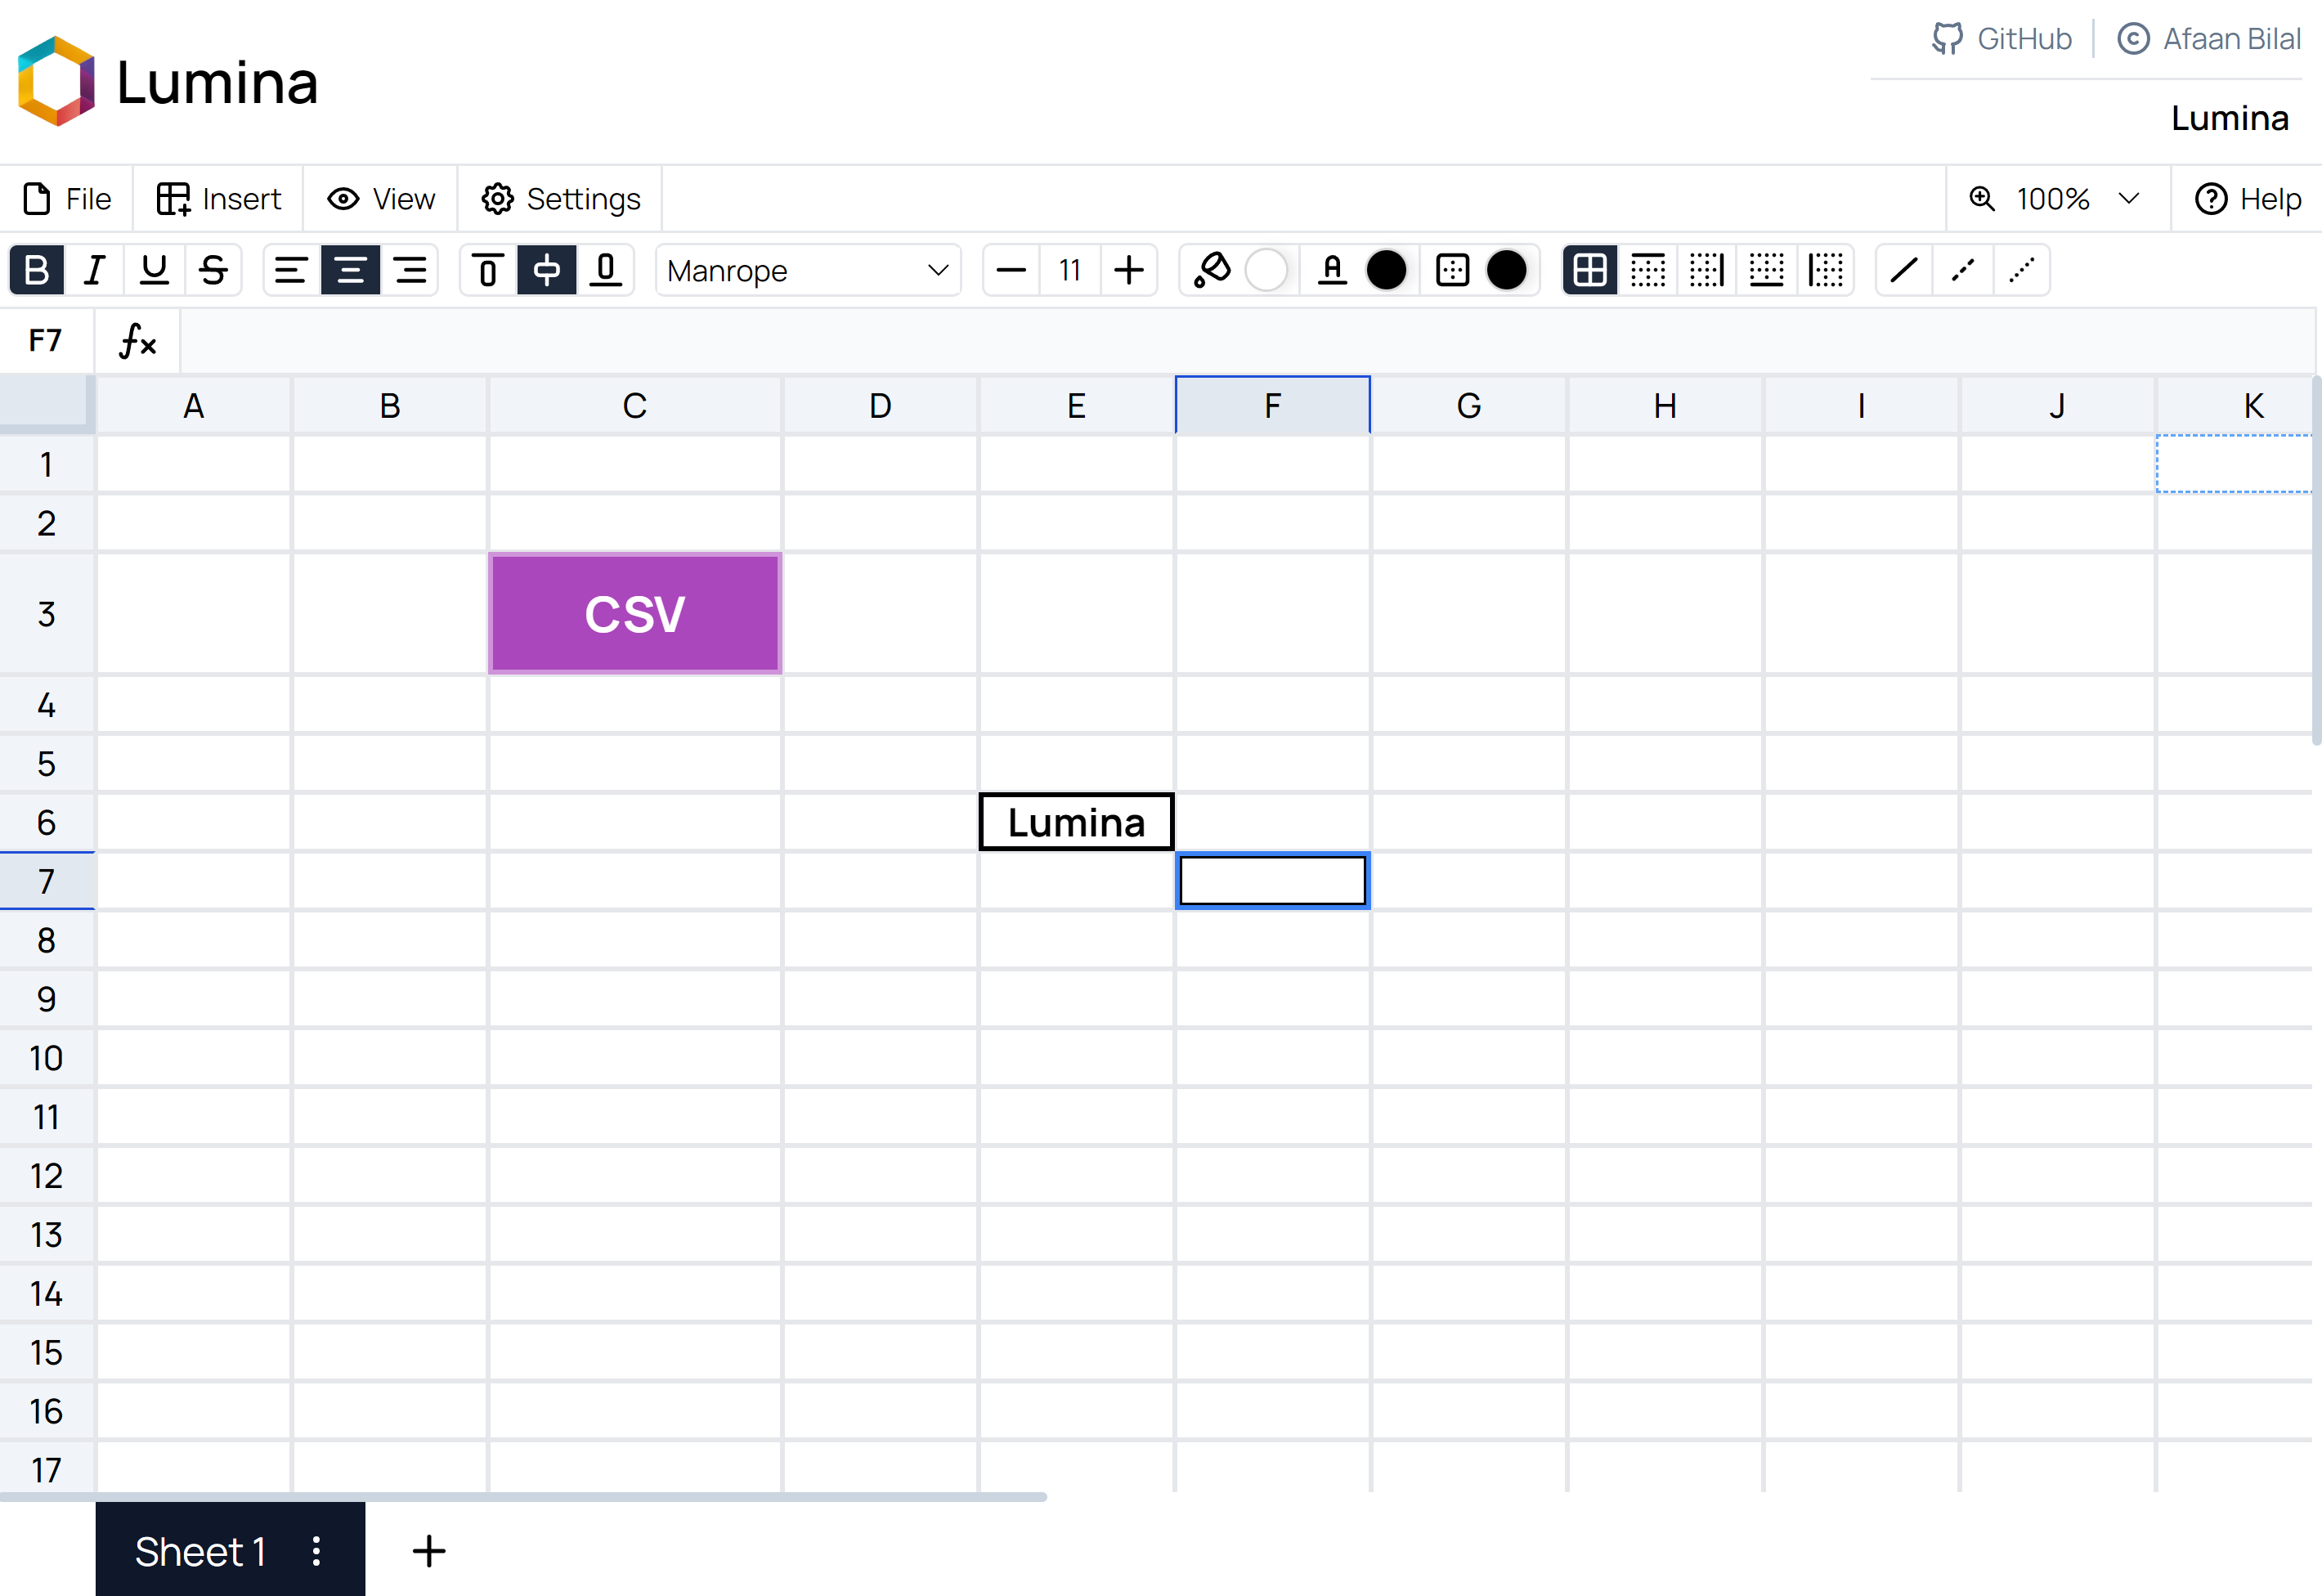 GitHub
Afaan Bilal
Lumina
Lumina
File Insert View Settings 100% Help
B I U S Manrope 11 A
F7 fx
A B C D E F G H I J K
1
2
3 CSV
4
5
6 Lumina
7
8
9
10
11
12
13
14
15
16
17
Sheet 1